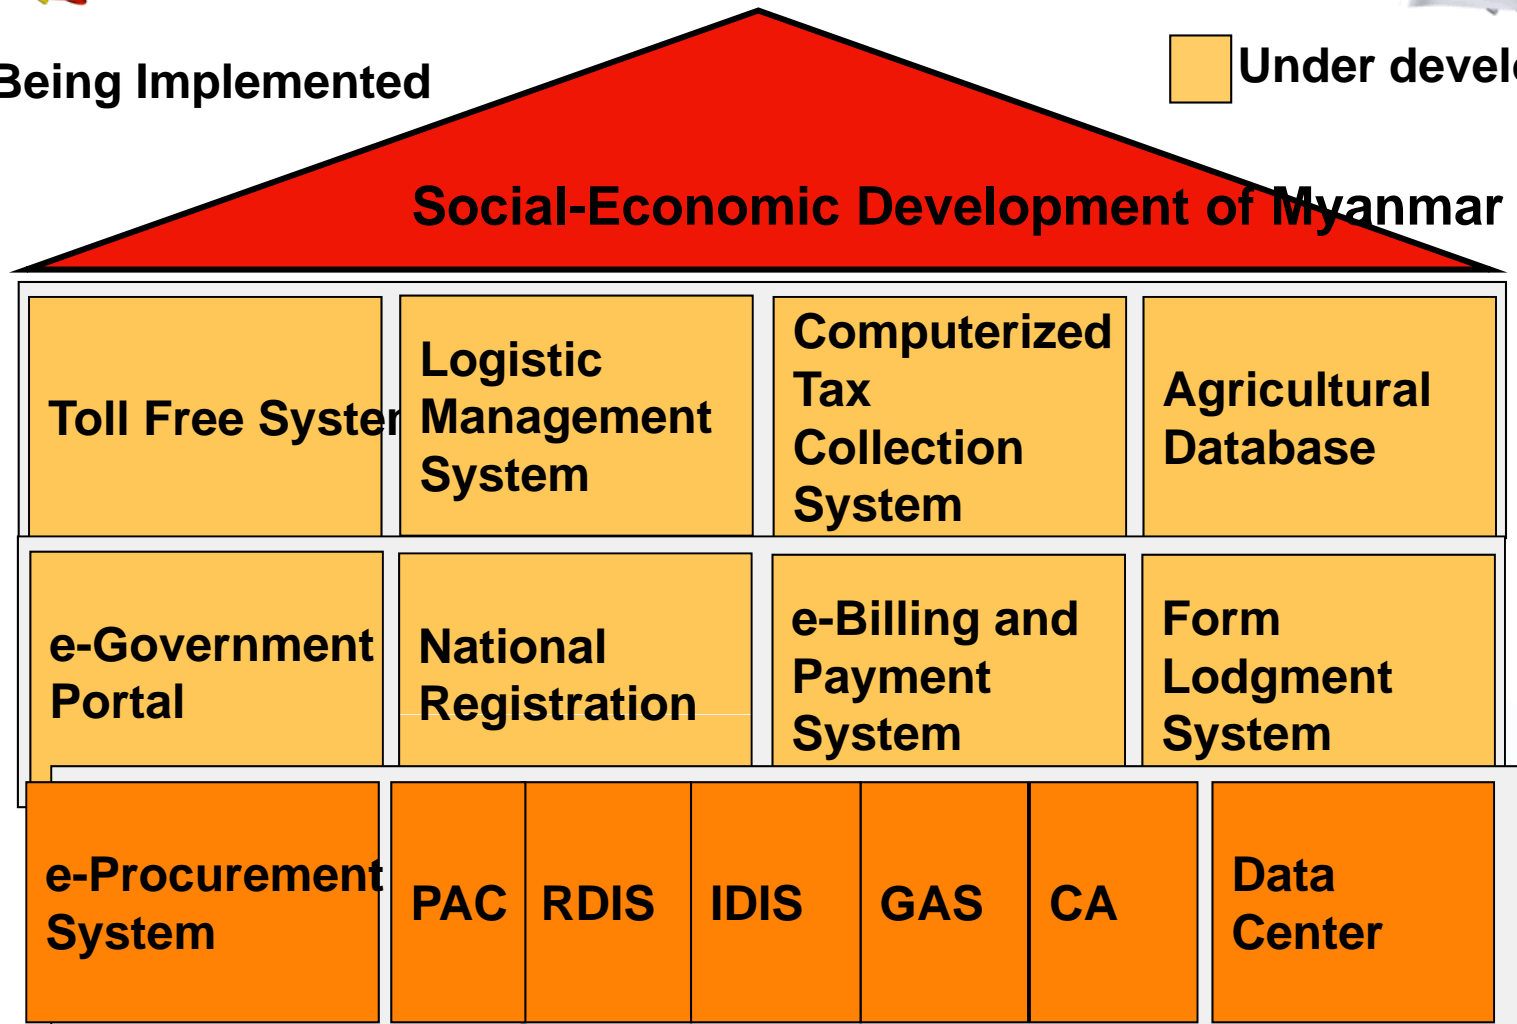 Being Implemented
Under develo
Social-Economic Development of Myanmar
Toll Free System
Logistic
Management
System
Computerized
Tax
Collection
System
Agricultural
Database
e-Government
Portal
National
Registration
e-Billing and
Payment
System
Form
Lodgment
System
e-Procurement
System
PAC
RDIS
IDIS
GAS
CA
Data
Center